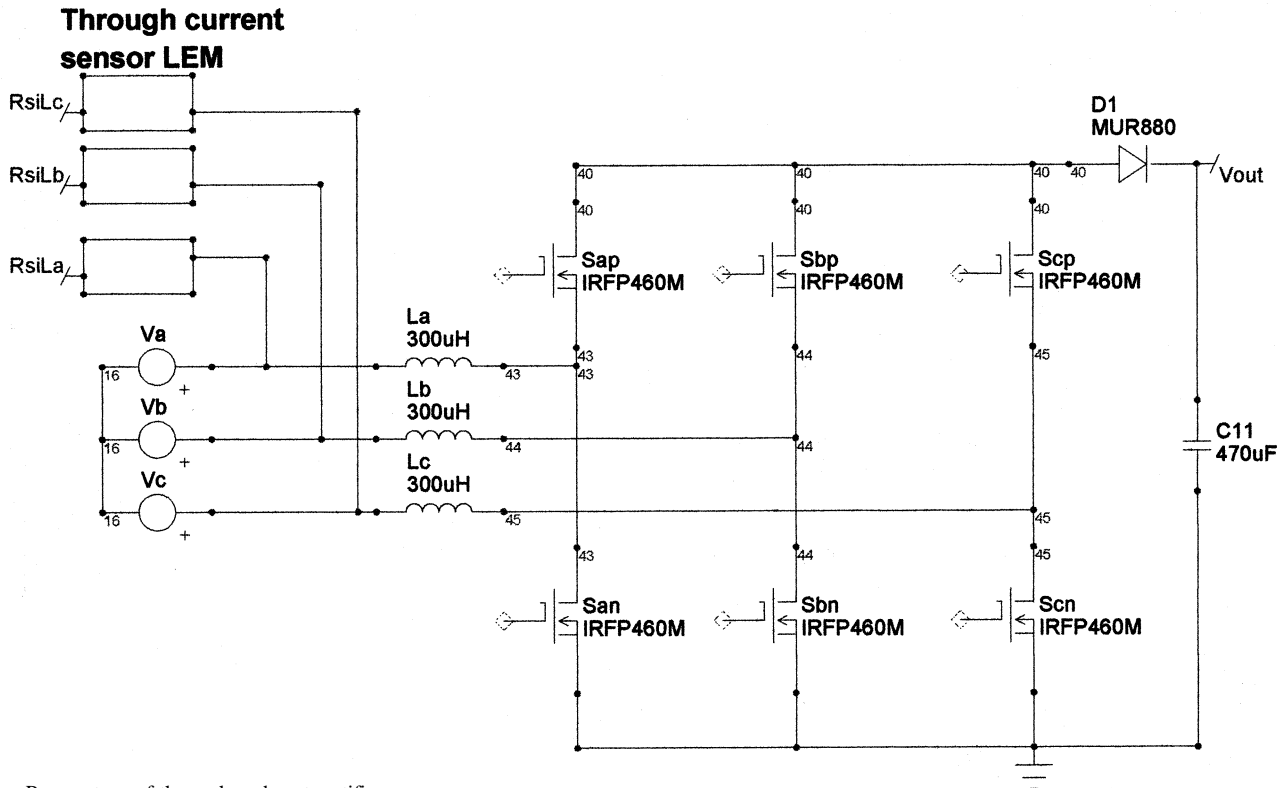 Through current
sensor LEM
RsiLc
RsiLb
RsiLa
D1
MUR880
Vout
40
40
40
40
40
40
40
Sap
IRFP460M
Sbp
IRFP460M
Scp
IRFP460M
La
300uH
Va
16
+
43
43
43
44
45
Lb
300uH
Vb
16
+
44
44
C11
470uF
Lc
300uH
Vc
16
+
45
45
43
44
45
San
IRFP460M
Sbn
IRFP460M
Scn
IRFP460M